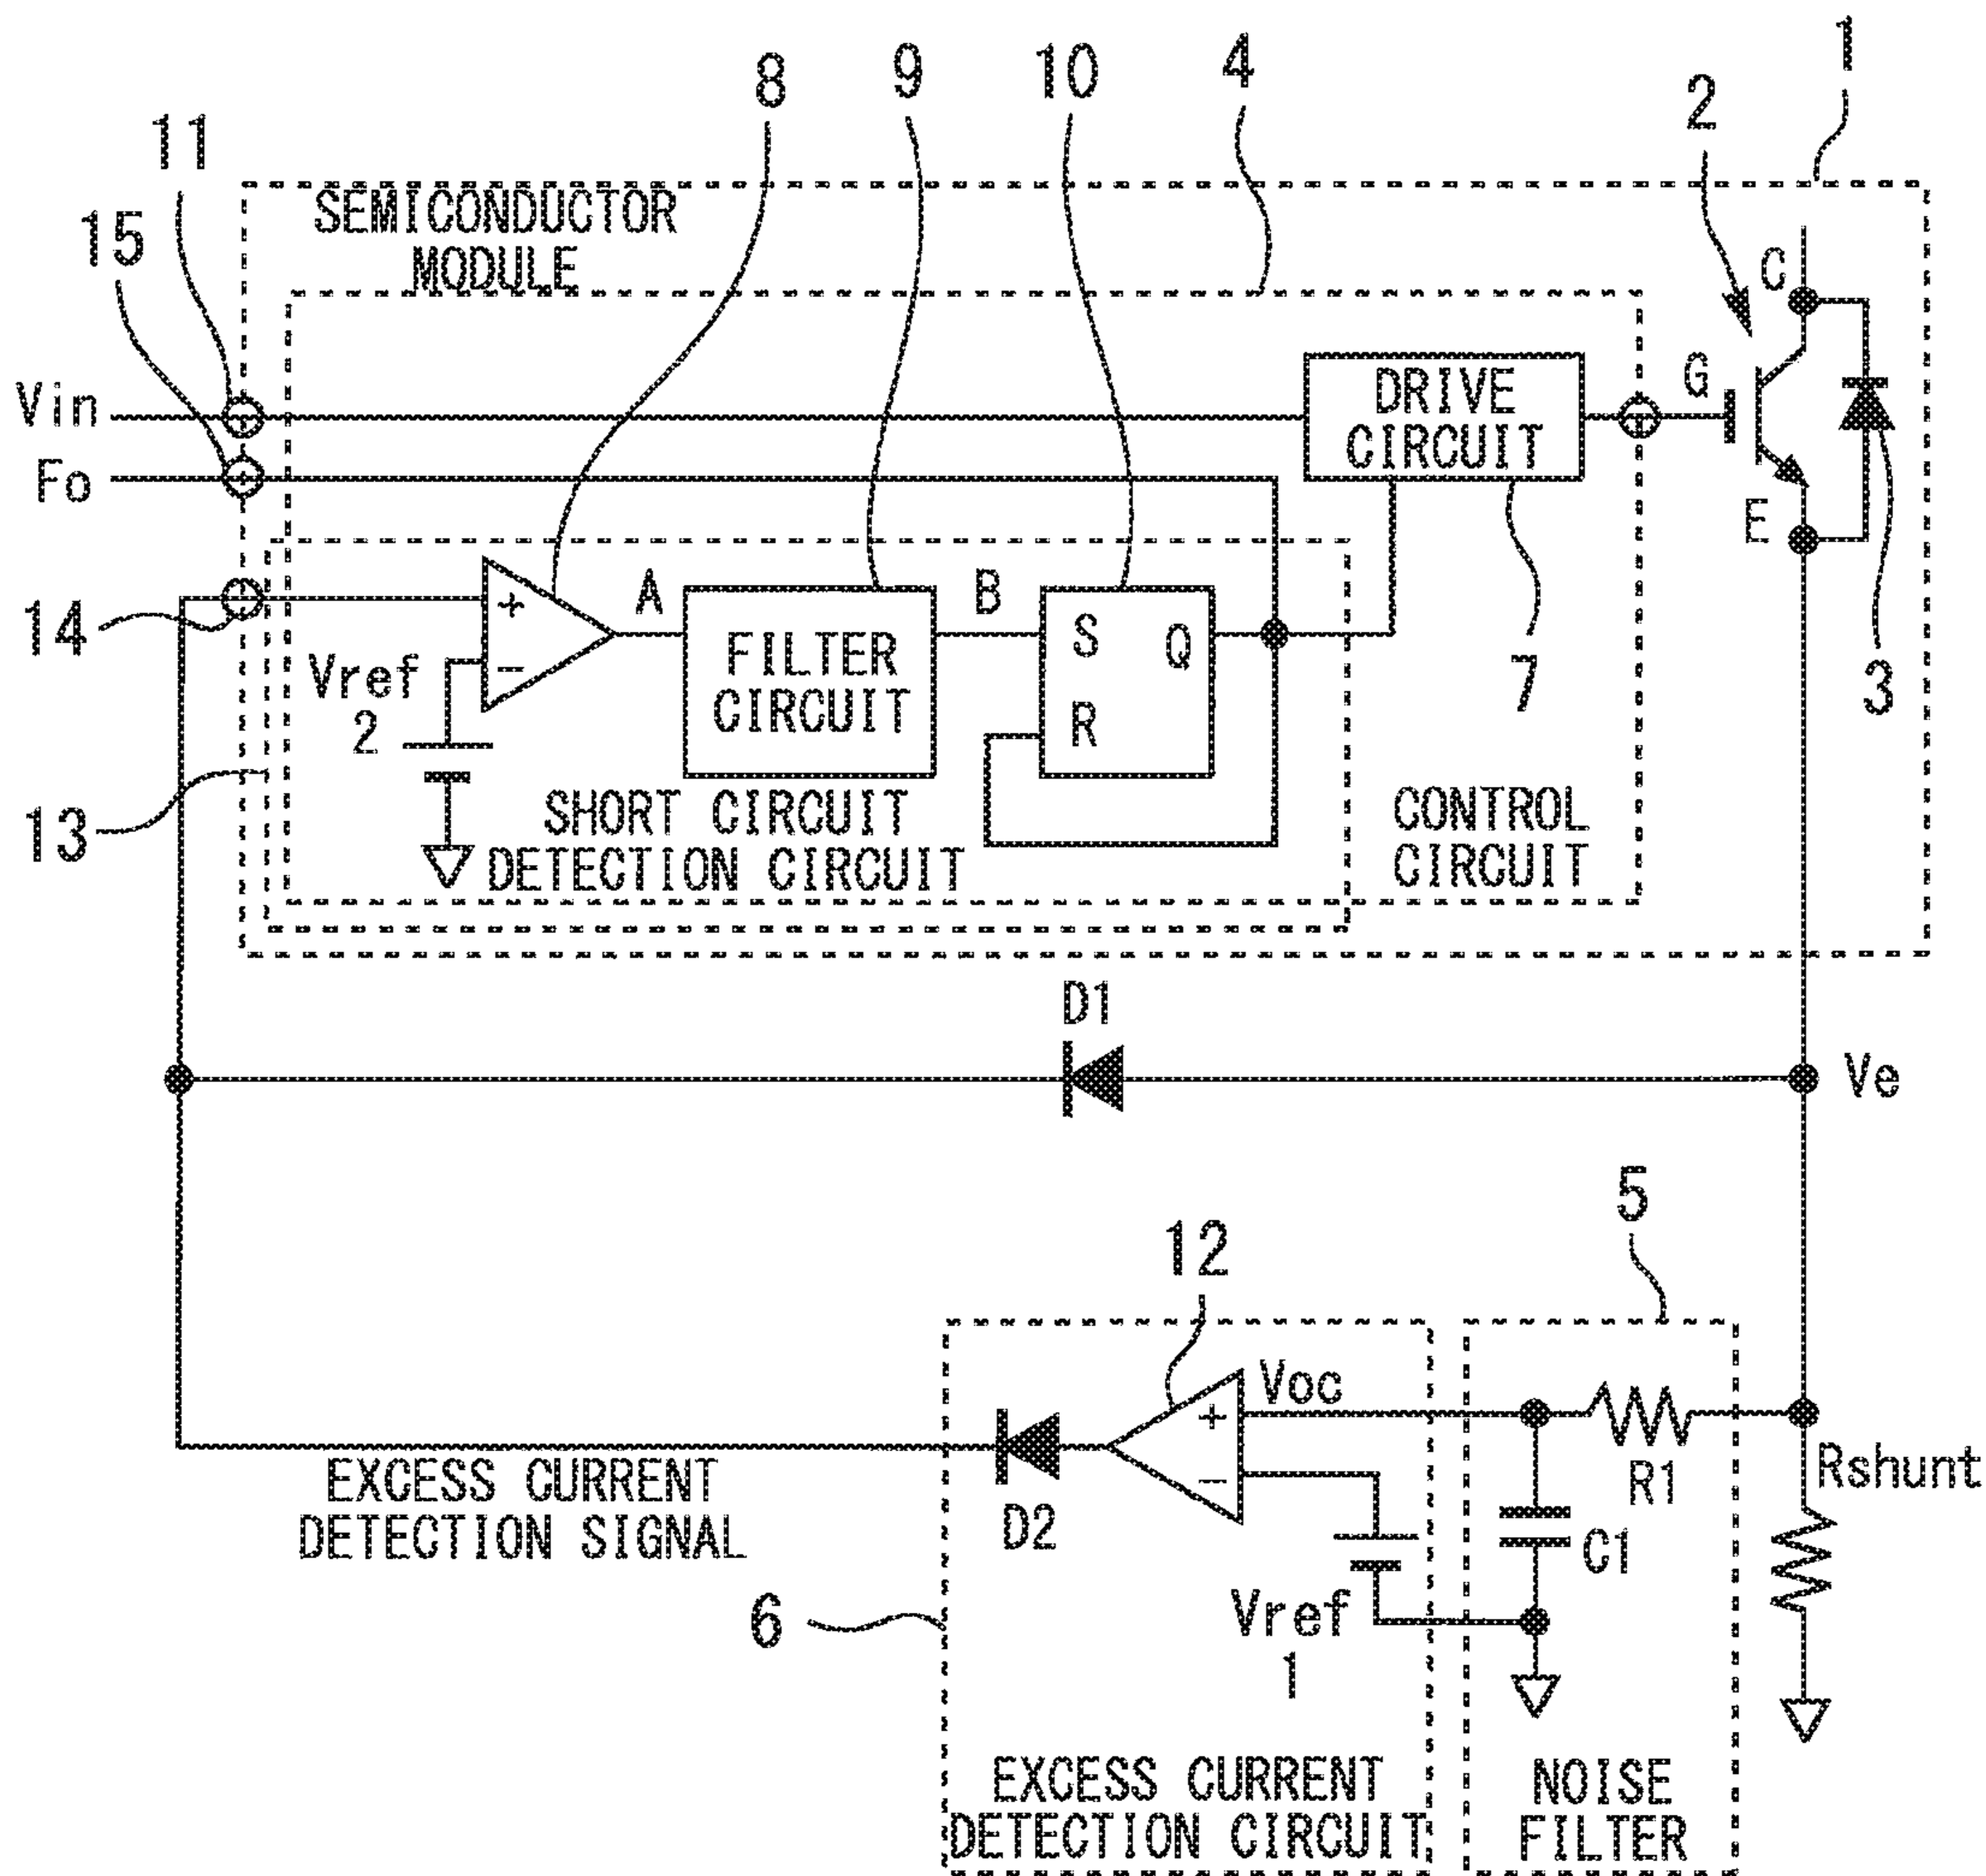 1
8
9
10
4
2
11
15
SEMICONDUCTOR
MODULE
C
G
E
Vin
Fo
DRIVE
CIRCUIT
14
A
B
+
-
FILTER
CIRCUIT
S
Q
R
7
3
Vref
2
13
SHORT CIRCUIT
DETECTION CIRCUIT
CONTROL
CIRCUIT
D1
Ve
5
12
Voc
+
-
R1
Rshunt
EXCESS CURRENT
DETECTION SIGNAL
D2
C1
6
Vref
1
EXCESS CURRENT
DETECTION CIRCUIT
NOISE
FILTER